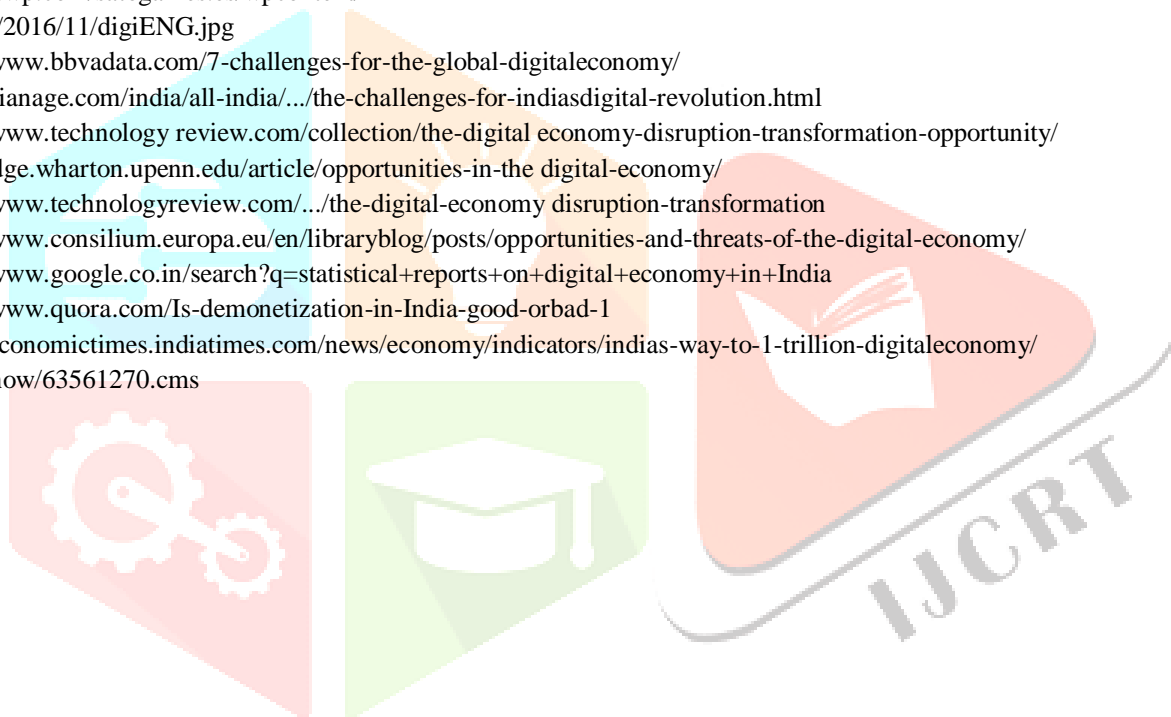 /2016/11/digiENG.jpg
www.bbvadata.com/7-challenges-for-the-global-digitaleconomy/
ianage.com/india/all-india/.../the-challenges-for-indiasdigital-revolution.html
www.technology review.com/collection/the-digital economy-disruption-transformation-opportunity/
dge.wharton.upenn.edu/article/opportunities-in-the digital-economy/
www.technologyreview.com/.../the-digital-economy disruption-transformation
www.consilium.europa.eu/en/libraryblog/posts/opportunities-and-threats-of-the-digital-economy/
www.google.co.in/search?q=statistical+reports+on+digital+economy+in+India
www.quora.com/Is-demonetization-in-India-good-orbad-1
conomictimes.indiatimes.com/news/economy/indicators/indias-way-to-1-trillion-digitaleconomy/
how/63561270.cms
IJCRT